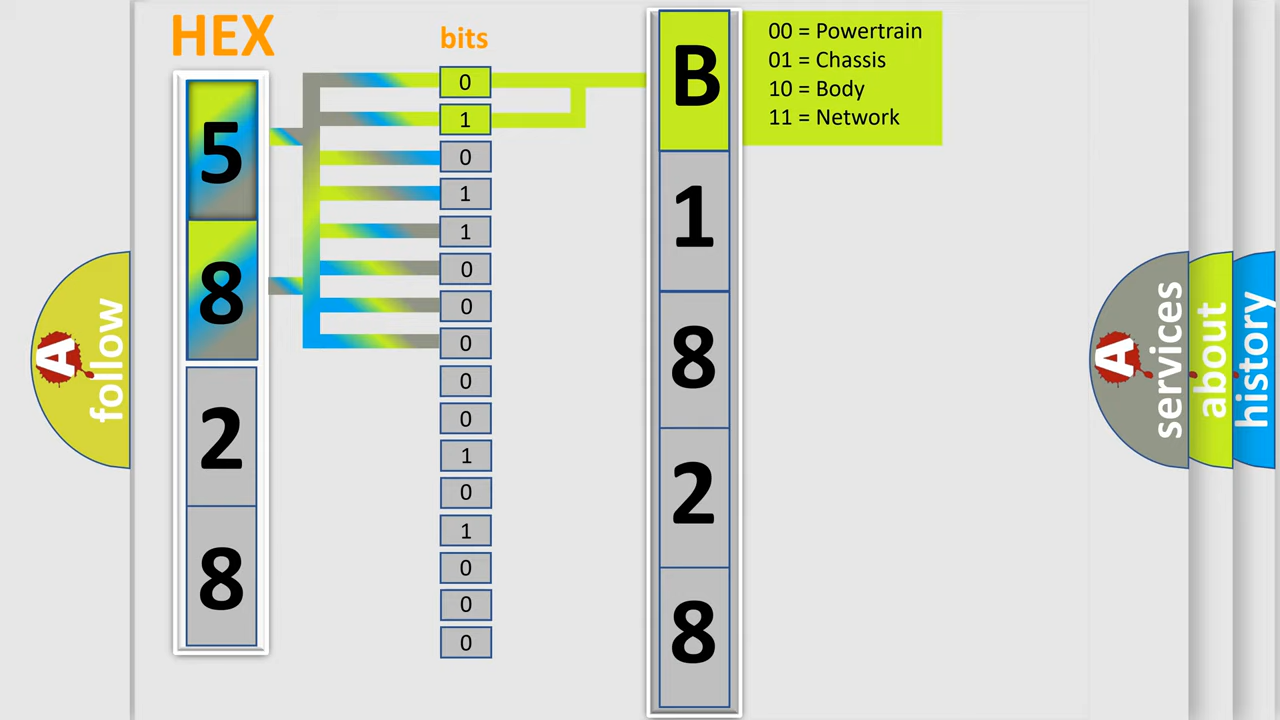 HEX
bits
5
8
2
8
0
1
0
1
1
0
0
0
0
0
1
0
1
0
0
0
B
1
8
2
8
00 = Powertrain
01 = Chassis
10 = Body
11 = Network
A follow
A services
about
history